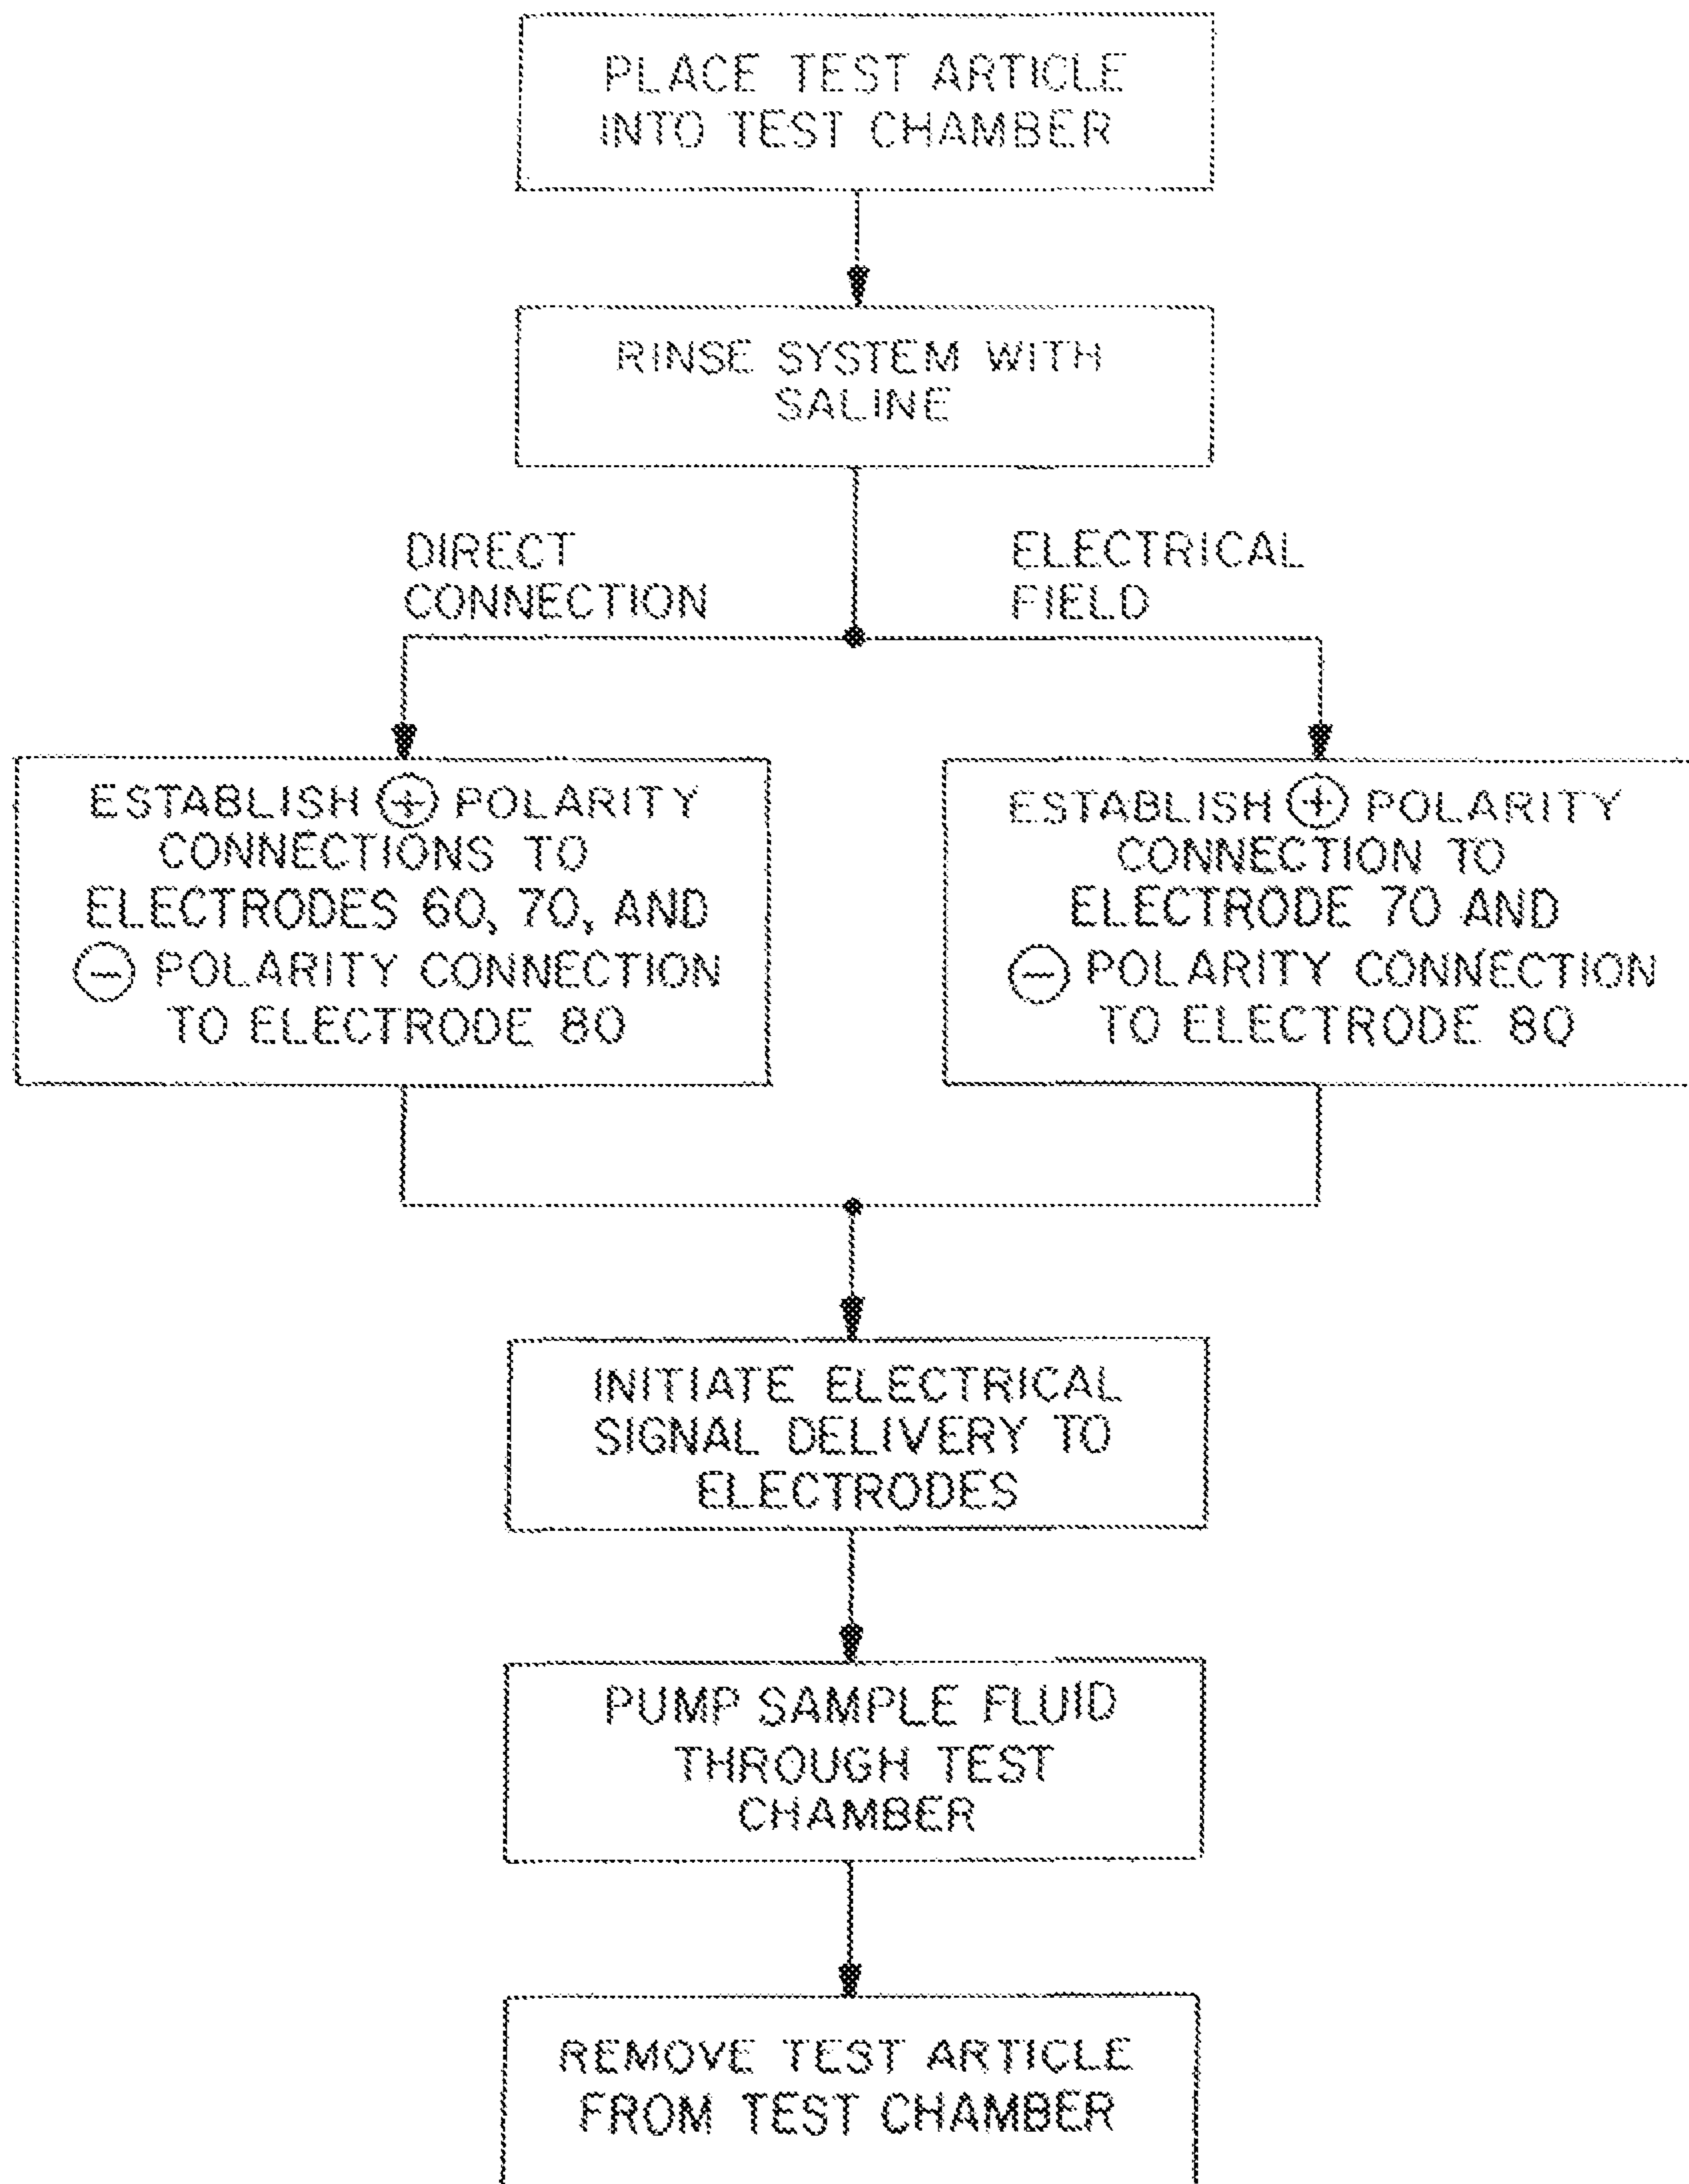 PLACE TEST ARTICLE
INTO TEST CHAMBER
RINSE SYSTEM WITH
SALINE
DIRECT
CONNECTION
ELECTRICAL
FIELD
ESTABLISH ⊕ POLARITY
CONNECTIONS TO
ELECTRODES 60, 70, AND
⊖ POLARITY CONNECTION
TO ELECTRODE 80
ESTABLISH ⊕ POLARITY
CONNECTION TO
ELECTRODE 70 AND
⊖ POLARITY CONNECTION
TO ELECTRODE 80
INITIATE ELECTRICAL
SIGNAL DELIVERY TO
ELECTRODES
PUMP SAMPLE FLUID
THROUGH TEST
CHAMBER
REMOVE TEST ARTICLE
FROM TEST CHAMBER